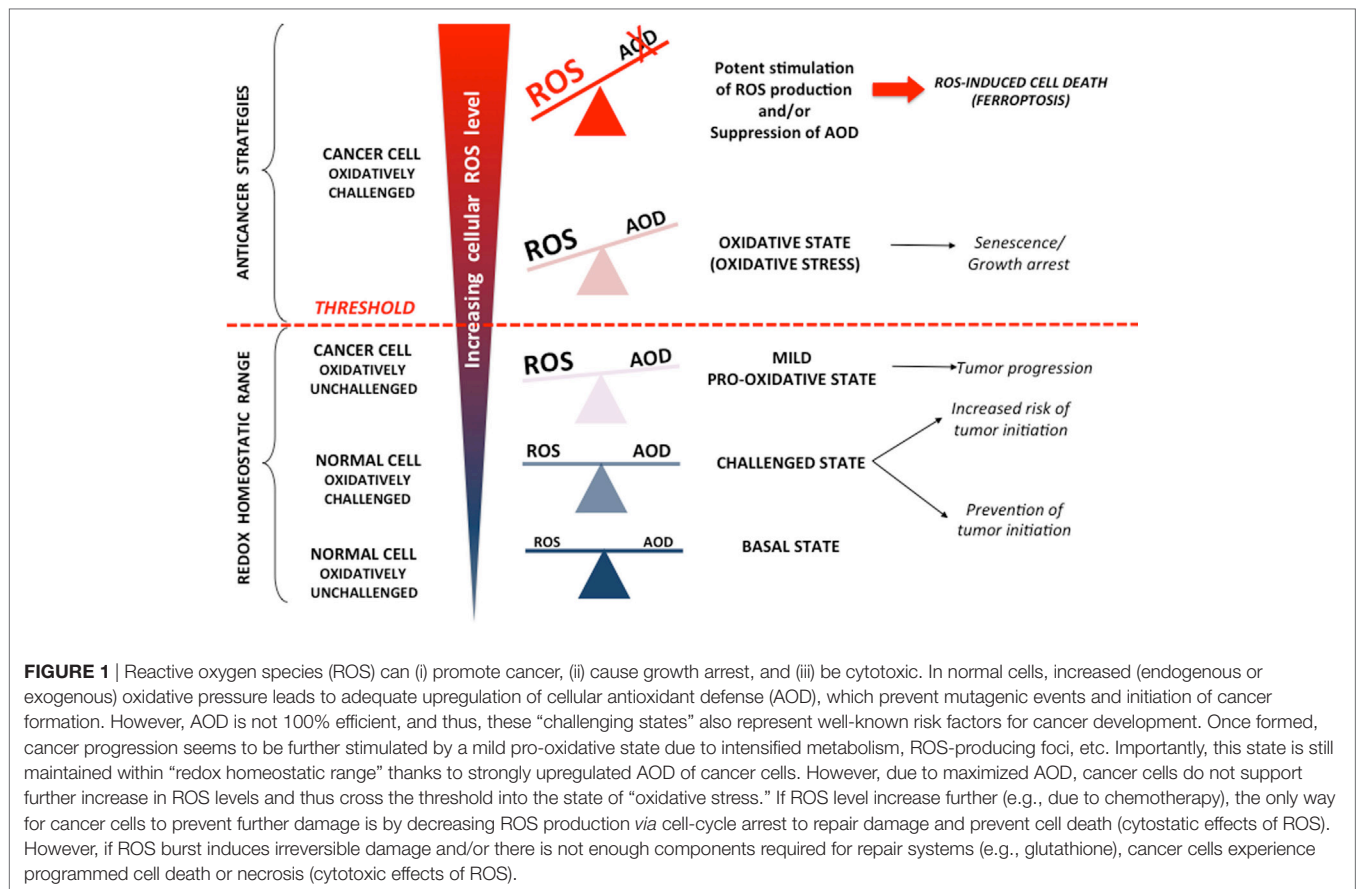 ANTICANCER STRATEGIES
CANCER CELL
OXIDATIVELY
CHALLENGED
Increasing cellular ROS level
ROS
AOD
Potent stimulation
of ROS production
and/or
Suppression of AOD
ROS-INDUCED CELL DEATH
(FERROPTOSIS)
ROS
AOD
OXIDATIVE STATE
(OXIDATIVE STRESS)
Senescence/
Growth arrest
THRESHOLD
REDOX HOMEOSTATIC RANGE
CANCER CELL
OXIDATIVELY
UNCHALLENGED
ROS
AOD
MILD
PRO-OXIDATIVE STATE
Tumor progression
NORMAL CELL
OXIDATIVELY
CHALLENGED
ROS
AOD
CHALLENGED STATE
Increased risk of
tumor initiation
Prevention of
tumor initiation
NORMAL CELL
OXIDATIVELY
UNCHALLENGED
ROS
AOD
BASAL STATE
FIGURE 1 | Reactive oxygen species (ROS) can (i) promote cancer, (ii) cause growth arrest, and (iii) be cytotoxic. In normal cells, increased (endogenous or
exogenous) oxidative pressure leads to adequate upregulation of cellular antioxidant defense (AOD), which prevent mutagenic events and initiation of cancer
formation. However, AOD is not 100% efficient, and thus, these “challenging states” also represent well-known risk factors for cancer development. Once formed,
cancer progression seems to be further stimulated by a mild pro-oxidative state due to intensified metabolism, ROS-producing foci, etc. Importantly, this state is still
maintained within “redox homeostatic range” thanks to strongly upregulated AOD of cancer cells. However, due to maximized AOD, cancer cells do not support
further increase in ROS levels and thus cross the threshold into the state of “oxidative stress.” If ROS level increase further (e.g., due to chemotherapy), the only way
for cancer cells to prevent further damage is by decreasing ROS production via cell-cycle arrest to repair damage and prevent cell death (cytostatic effects of ROS).
However, if ROS burst induces irreversible damage and/or there is not enough components required for repair systems (e.g., glutathione), cancer cells experience
programmed cell death or necrosis (cytotoxic effects of ROS).